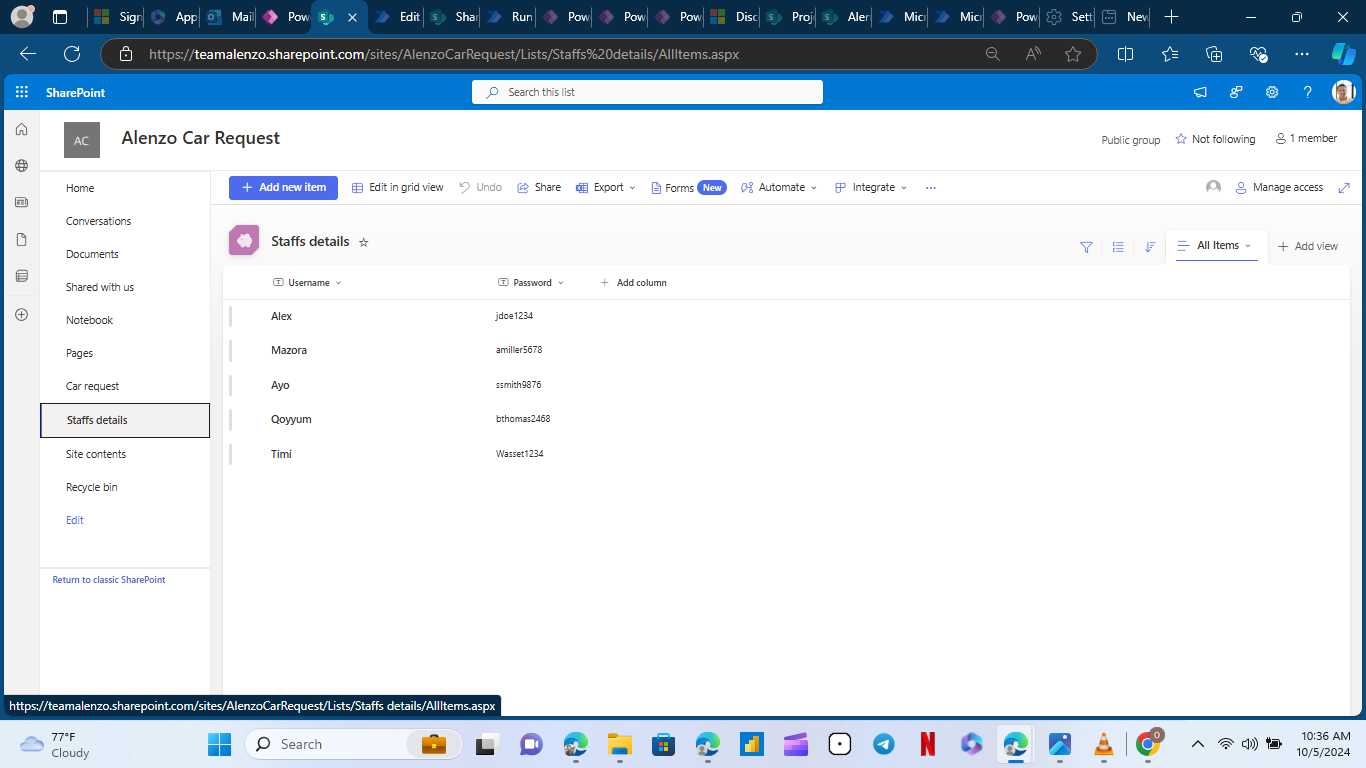 Sign
App
Mail
Pow
Edit
Shar
Run
Pow
Pow
Pow
Disc
Proje
Aler
Micr
Micr
Pow
Sett
New
https://teamalenzo.sharepoint.com/sites/AlenzoCarRequest/Lists/Staffs%20details/AllItems.aspx
SharePoint
Search this list
AC
Alenzo Car Request
Public group
Not following
1 member
Home
Conversations
Documents
Shared with us
Notebook
Pages
Car request
Staffs details
Site contents
Recycle bin
Edit
Return to classic SharePoint
Add new item
Edit in grid view
Undo
Share
Export
Forms New
Automate
Integrate
Manage access
Staffs details
All Items
Add view
Username Password Add column
Alex jdoe1234
Mazora amiller5678
Ayo ssmith9876
Qoyyum bthomas2468
Timi Wasset1234
https://teamalenzo.sharepoint.com/sites/AlenzoCarRequest/Lists/Staffs details/AllItems.aspx
77°F
Cloudy
Search
0
10:36 AM
10/5/2024